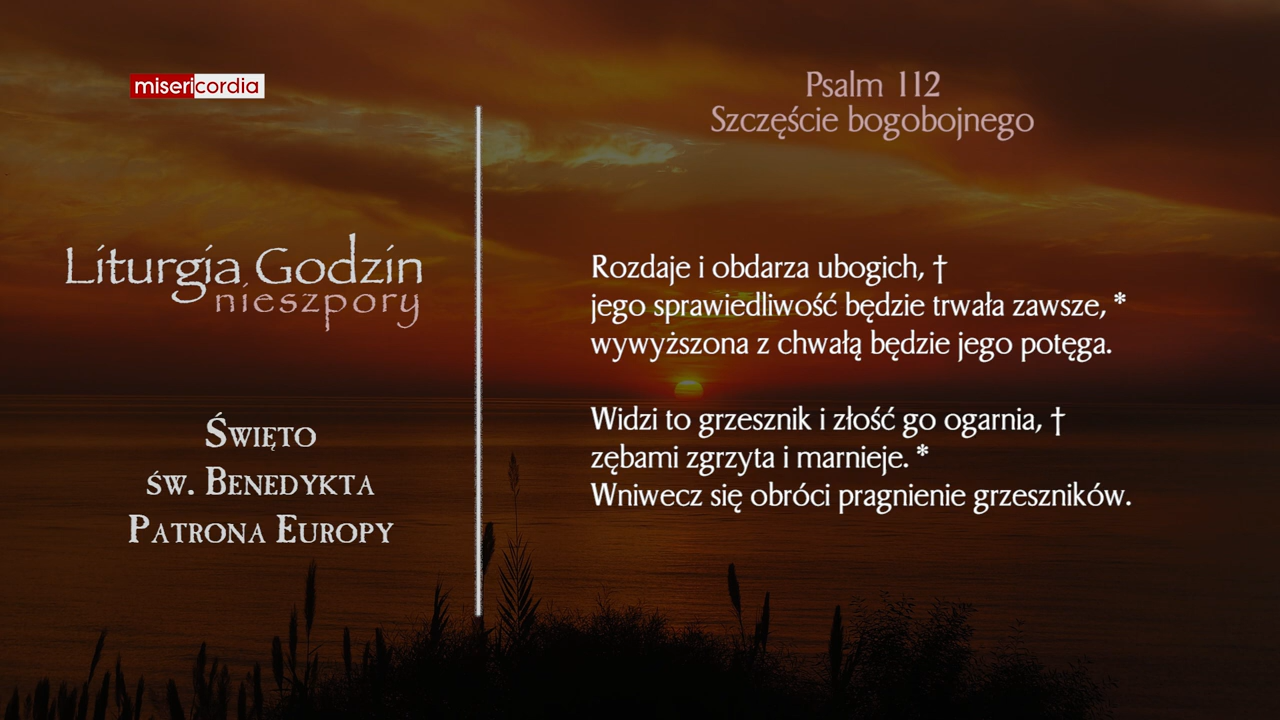 misericordia
Liturgia Godzin
nieszpory
Święto
św. Benedykta
Patrona Europy
Psalm 112
Szczęście bogobojnego
Rozdaje i obdarza ubogich, †
jego sprawiedliwość będzie trwała zawsze, *
wywyższona z chwałą będzie jego potęga.
Widzi to grzesznik i złość go ogarnia, †
zębami zgrzyta i marnieje. *
Wniwecz się obróci pragnienie grzeszników.